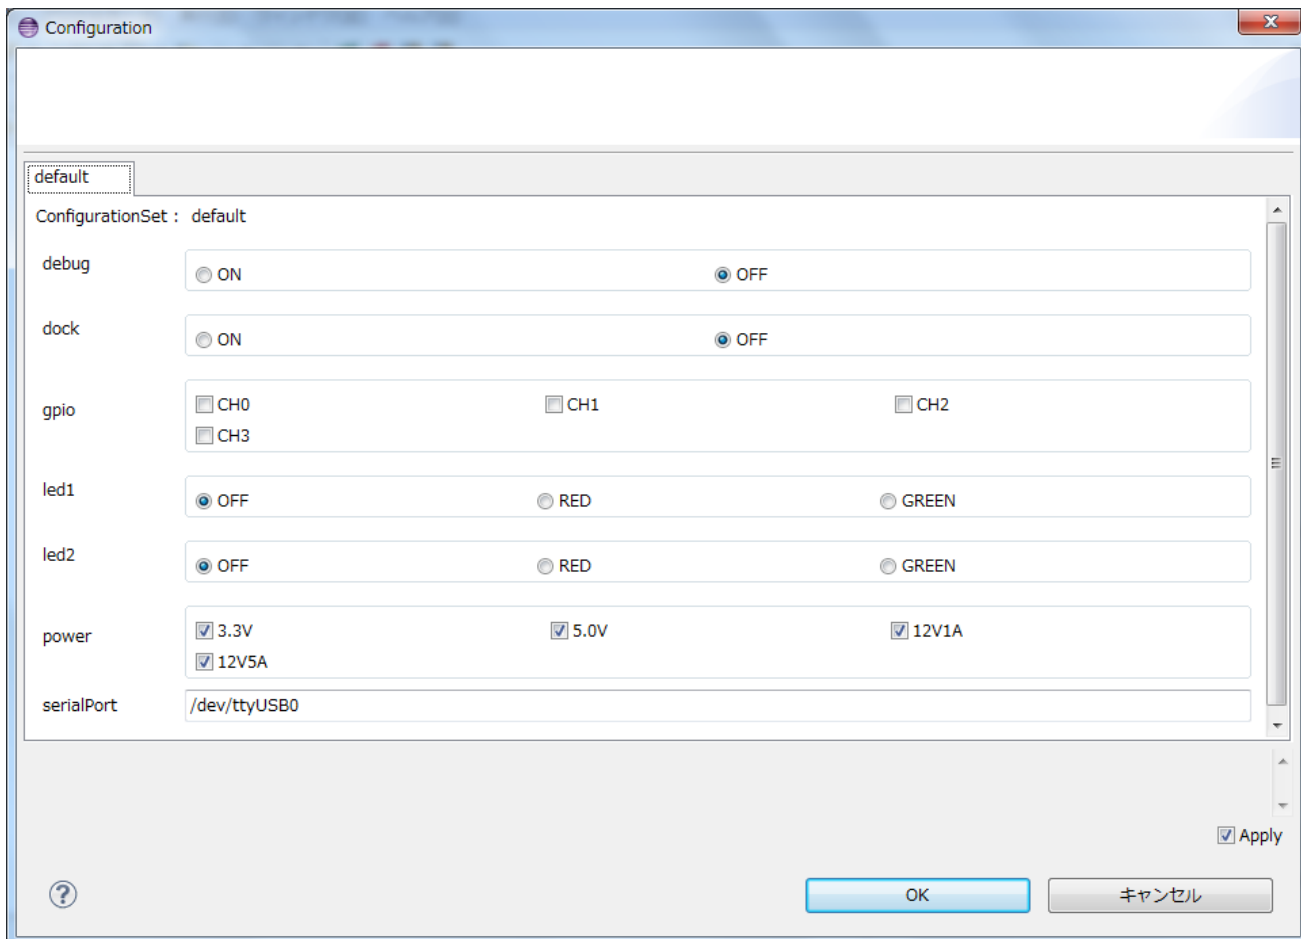 Configuration
default
ConfigurationSet : default
debug
ON
OFF
dock
ON
OFF
gpio
CH0
CH1
CH2
CH3
led1
OFF
RED
GREEN
led2
OFF
RED
GREEN
power
3.3V
5.0V
12V1A
12V5A
serialPort
/dev/ttyUSB0
Apply
OK
キャンセル